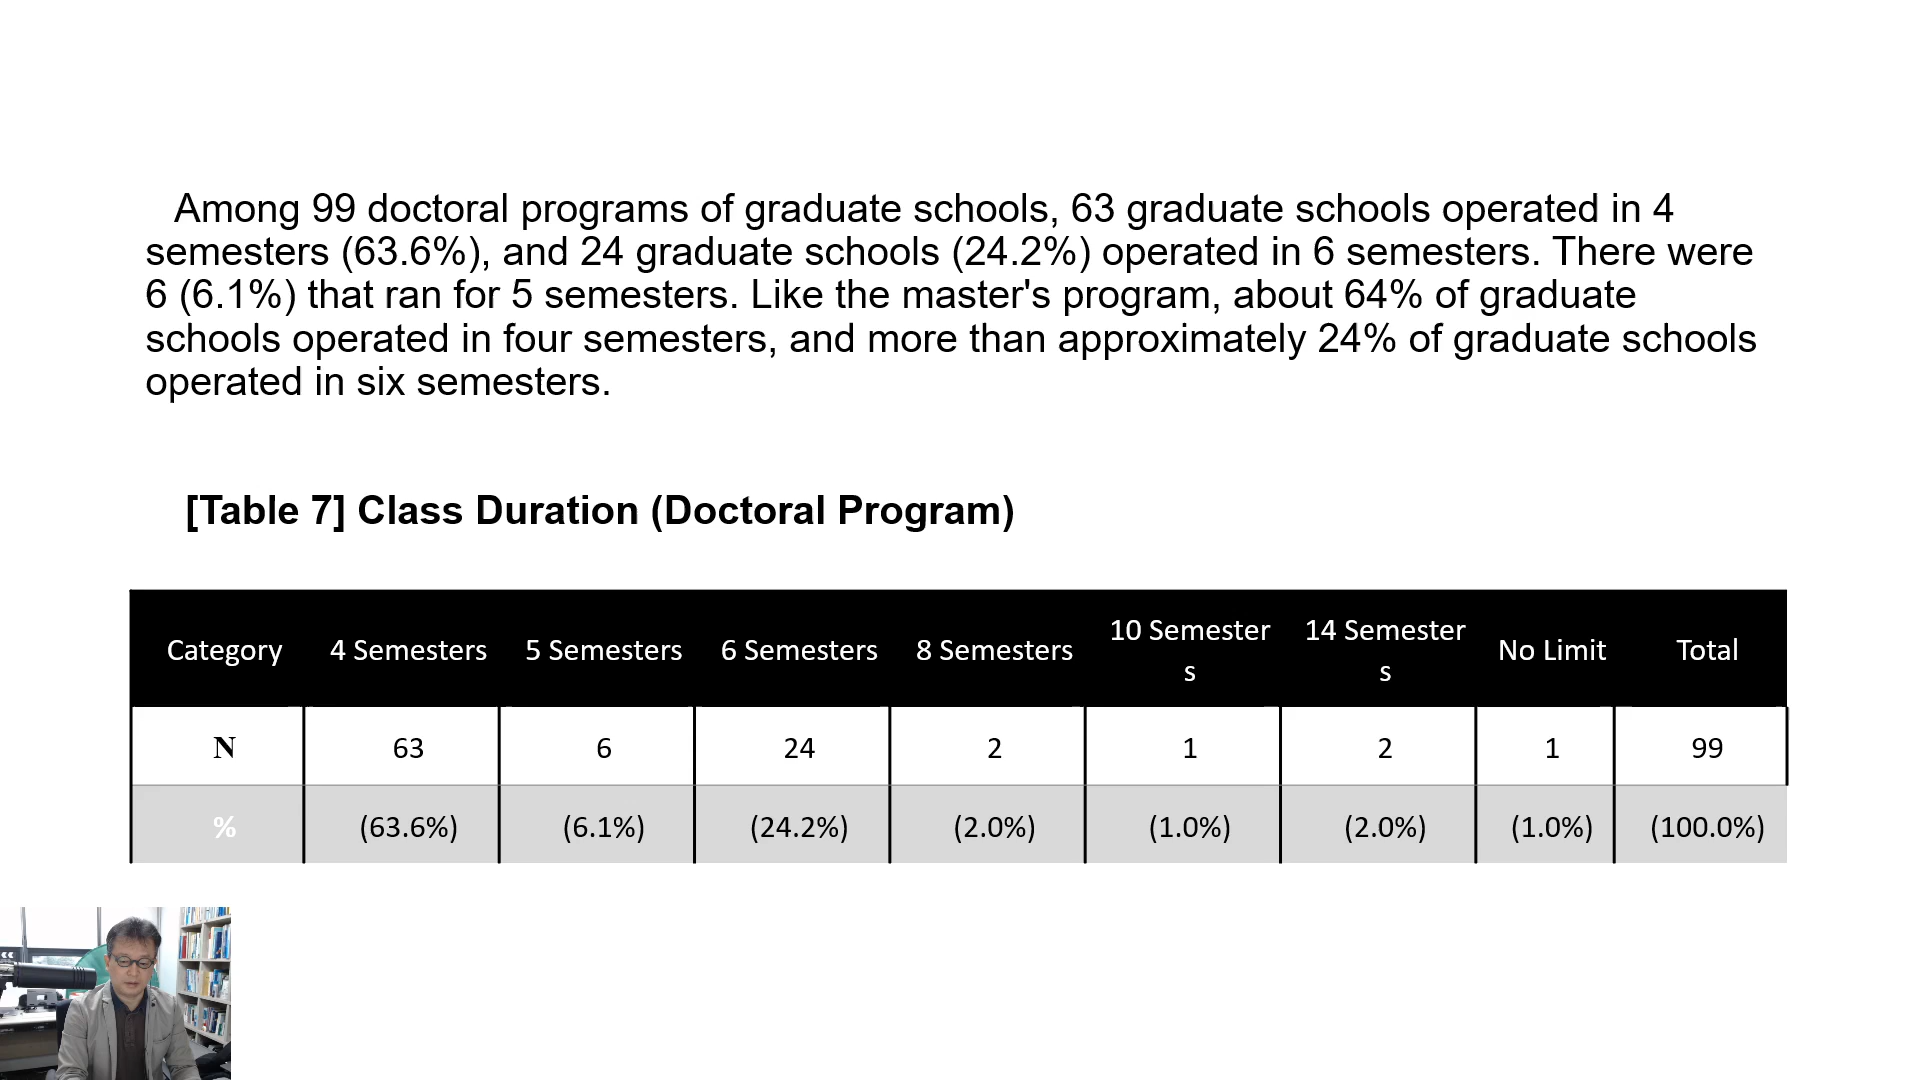 Among 99 doctoral programs of graduate schools, 63 graduate schools operated in 4
semesters (63.6%), and 24 graduate schools (24.2%) operated in 6 semesters. There were
6 (6.1%) that ran for 5 semesters. Like the master's program, about 64% of graduate
schools operated in four semesters, and more than approximately 24% of graduate schools
operated in six semesters.
[Table 7] Class Duration (Doctoral Program)
Category 4 Semesters 5 Semesters 6 Semesters 8 Semesters 10 Semester
s 14 Semester
s No Limit Total
N 63 6 24 2 1 2 1 99
% (63.6%) (6.1%) (24.2%) (2.0%) (1.0%) (2.0%) (1.0%) (100.0%)